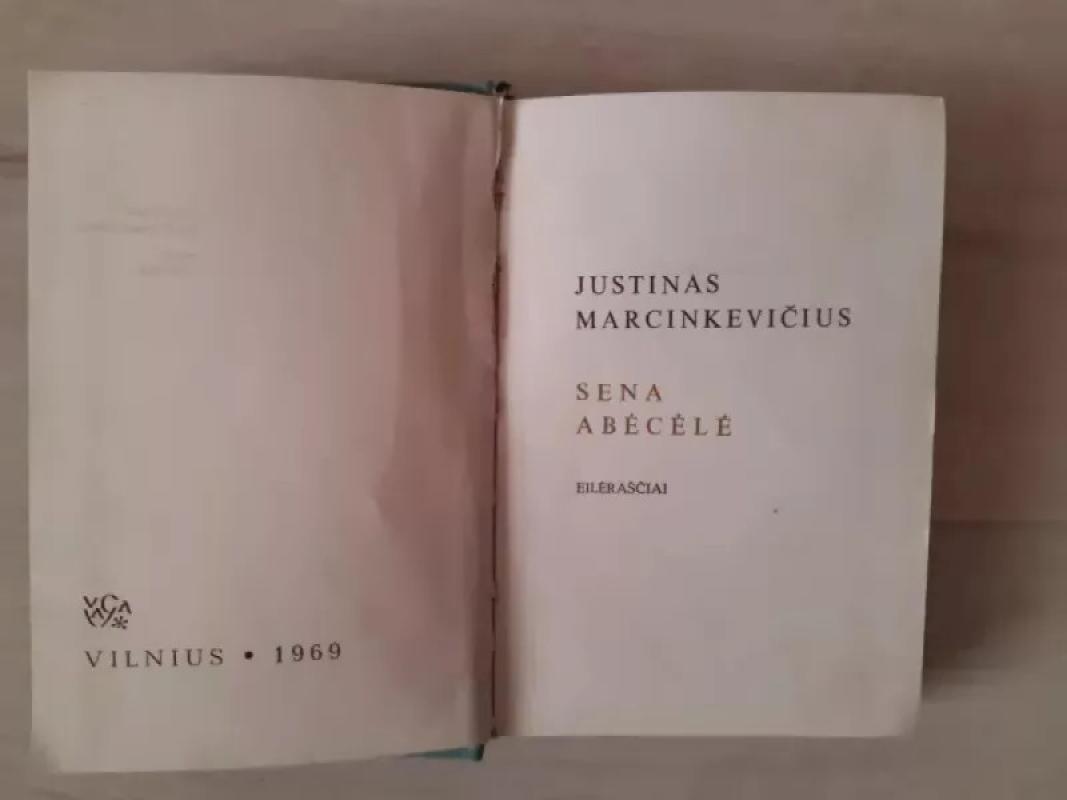 VILNIUS • 1969
JUSTINAS
MARCINKEVIČIUS
SENA
ABĖCĖLĖ
EILĖRAŠČIAI